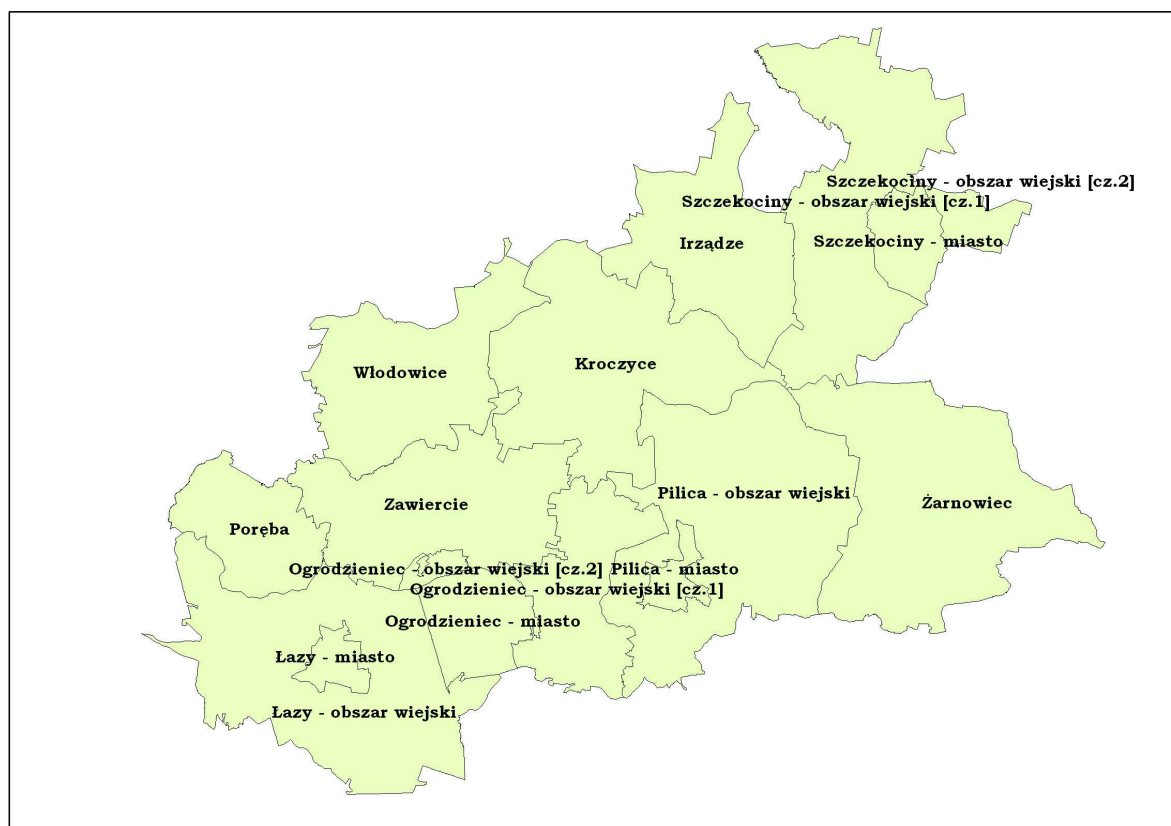 Szczekociny - obszar wiejski [cz.2]
Szczekociny - obszar wiejski [cz.1]
Irządze
Szczekociny - miasto
Kroczyce
Włodowice
Pilica - obszar wiejski
Zawiercie
Żarnowiec
Poręba
Ogrodzieniec - obszar wiejski [cz.2]
Pilica - miasto
Ogrodzieniec - obszar wiejski [cz.1]
Ogrodzieniec - miasto
Łazy - miasto
Łazy - obszar wiejski